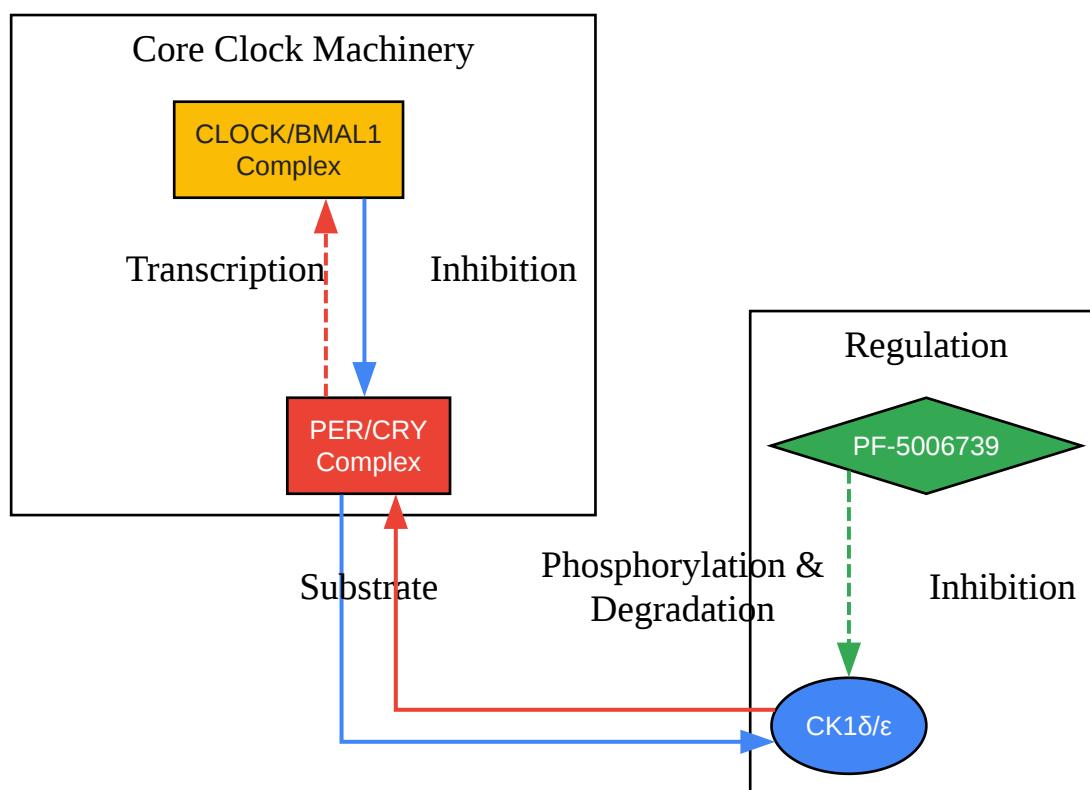 Core Clock Machinery
CLOCK/BMAL1
Complex
Transcription
Inhibition
PER/CRY
Complex
Regulation
PF-5006739
Substrate
Phosphorylation &
Degradation
Inhibition
CK1δ/ε